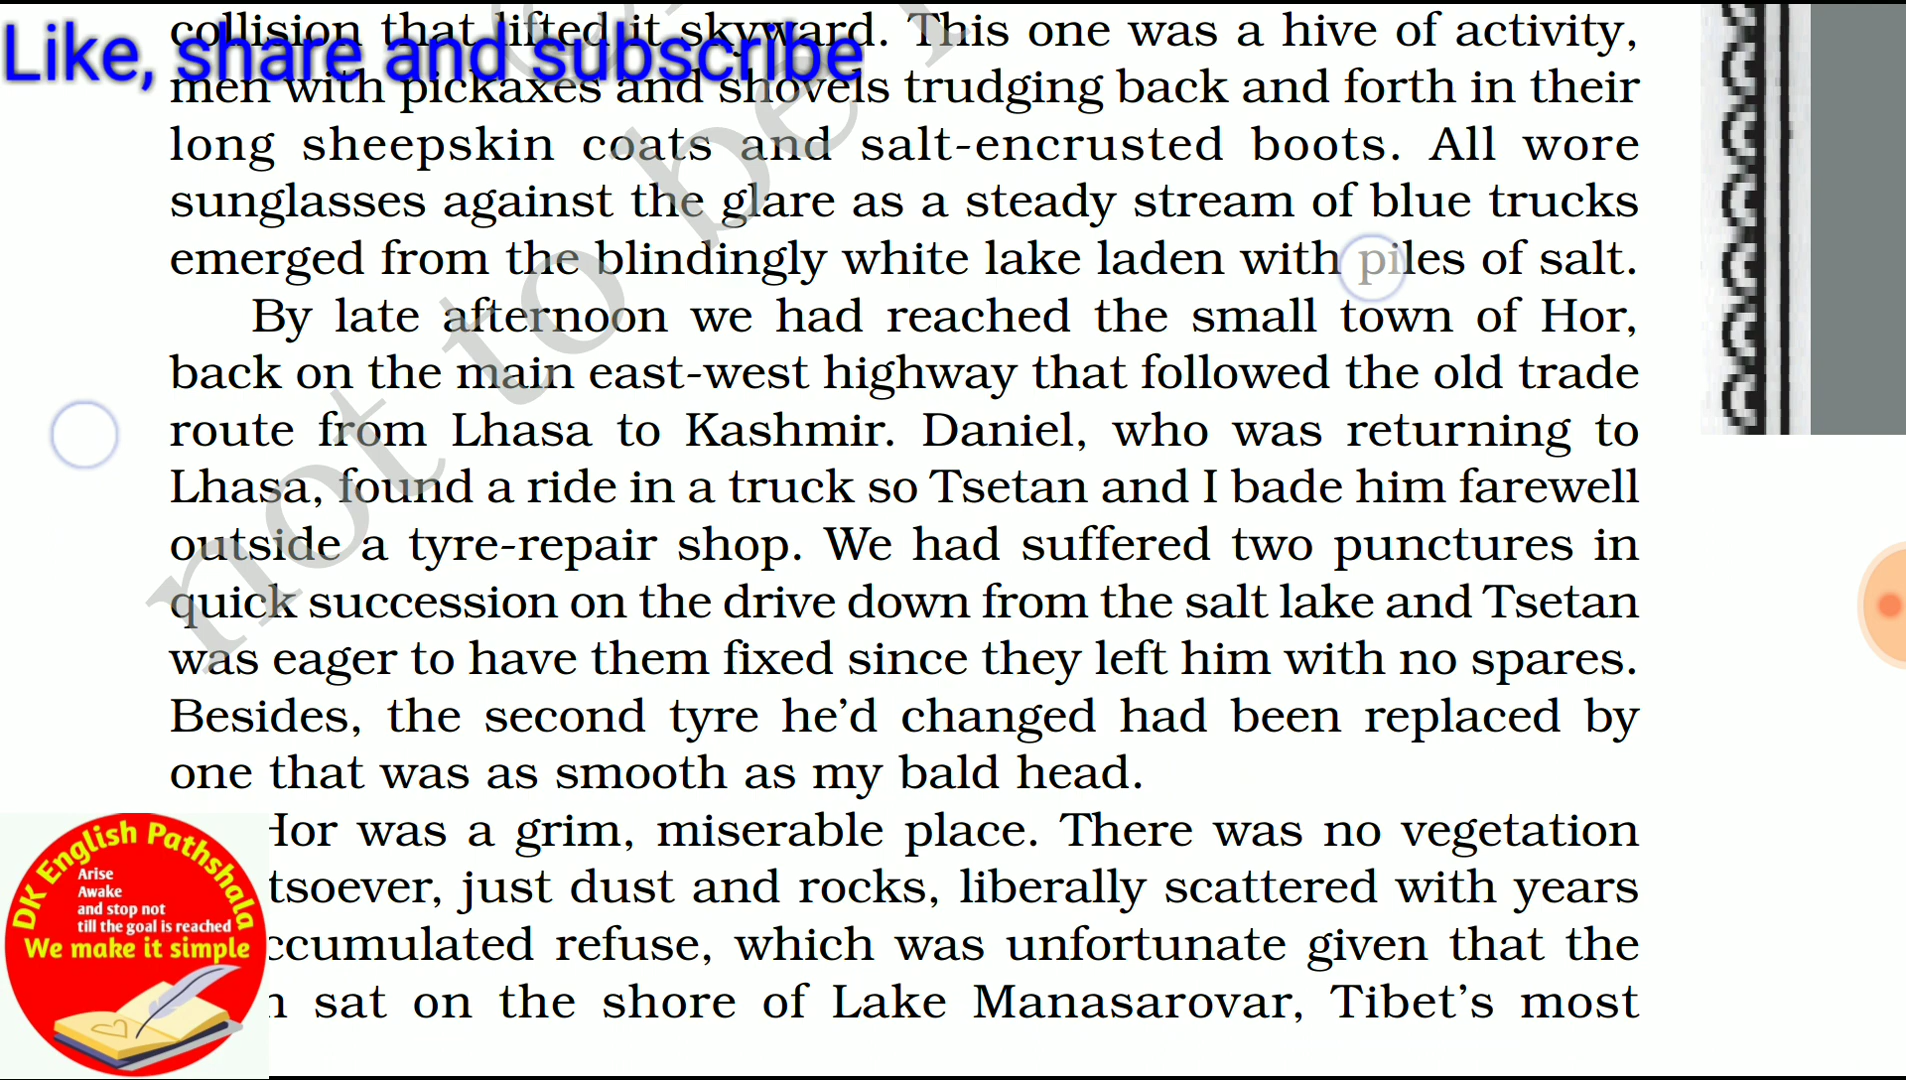 collision that lifted it skyward. This one was a hive of activity,
Like, share and subscribe
men with pickaxes and shovels trudging back and forth in their
long sheepskin coats and salt-encrusted boots. All wore
sunglasses against the glare as a steady stream of blue trucks
emerged from the blindingly white lake laden with piles of salt.
By late afternoon we had reached the small town of Hor,
back on the main east-west highway that followed the old trade
route from Lhasa to Kashmir. Daniel, who was returning to
Lhasa, found a ride in a truck so Tsetan and I bade him farewell
outside a tyre-repair shop. We had suffered two punctures in
quick succession on the drive down from the salt lake and Tsetan
was eager to have them fixed since they left him with no spares.
Besides, the second tyre he’d changed had been replaced by
one that was as smooth as my bald head.
Hor was a grim, miserable place. There was no vegetation
tsoever, just dust and rocks, liberally scattered with years
ccumulated refuse, which was unfortunate given that the
sat on the shore of Lake Manasarovar, Tibet’s most
not to be
DK English Pathshala
Arise
Awake
and stop not
till the goal is reached
We make it simple